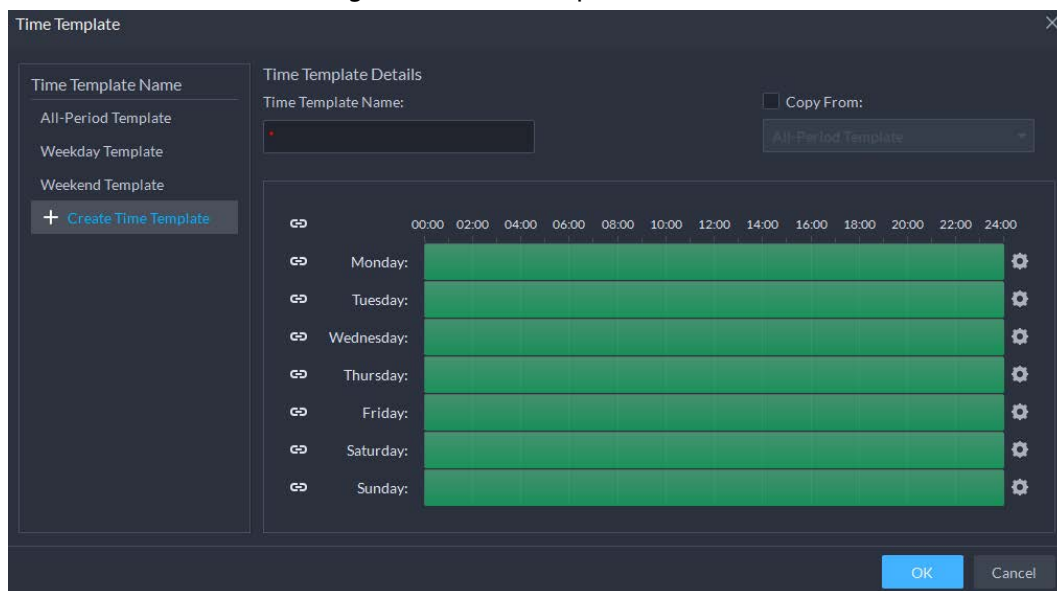 Time Template
Time Template Name
All-Period Template
Weekday Template
Weekend Template
+ Create Time Template
Time Template Details
Time Template Name:
*
Copy From:
All-Period Template
00:00 02:00 04:00 06:00 08:00 10:00 12:00 14:00 16:00 18:00 20:00 22:00 24:00
Monday:
Tuesday:
Wednesday:
Thursday:
Friday:
Saturday:
Sunday:
OK Cancel